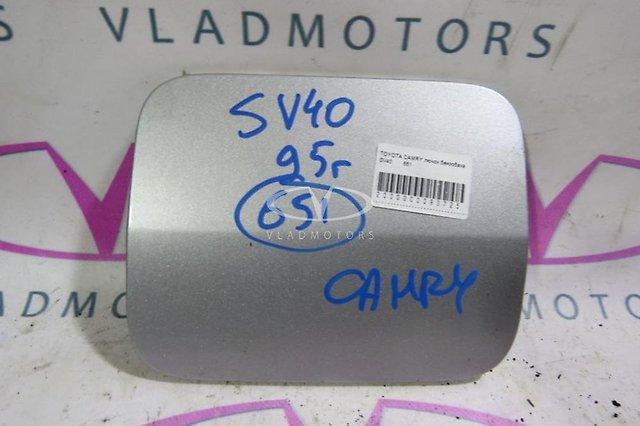 VLADMOTORS
SV40
95г
TOYOTA CAMRY лючок бензобака
SV40 651
651
VLADMOTORS
CAMRY
VLADMOTORS